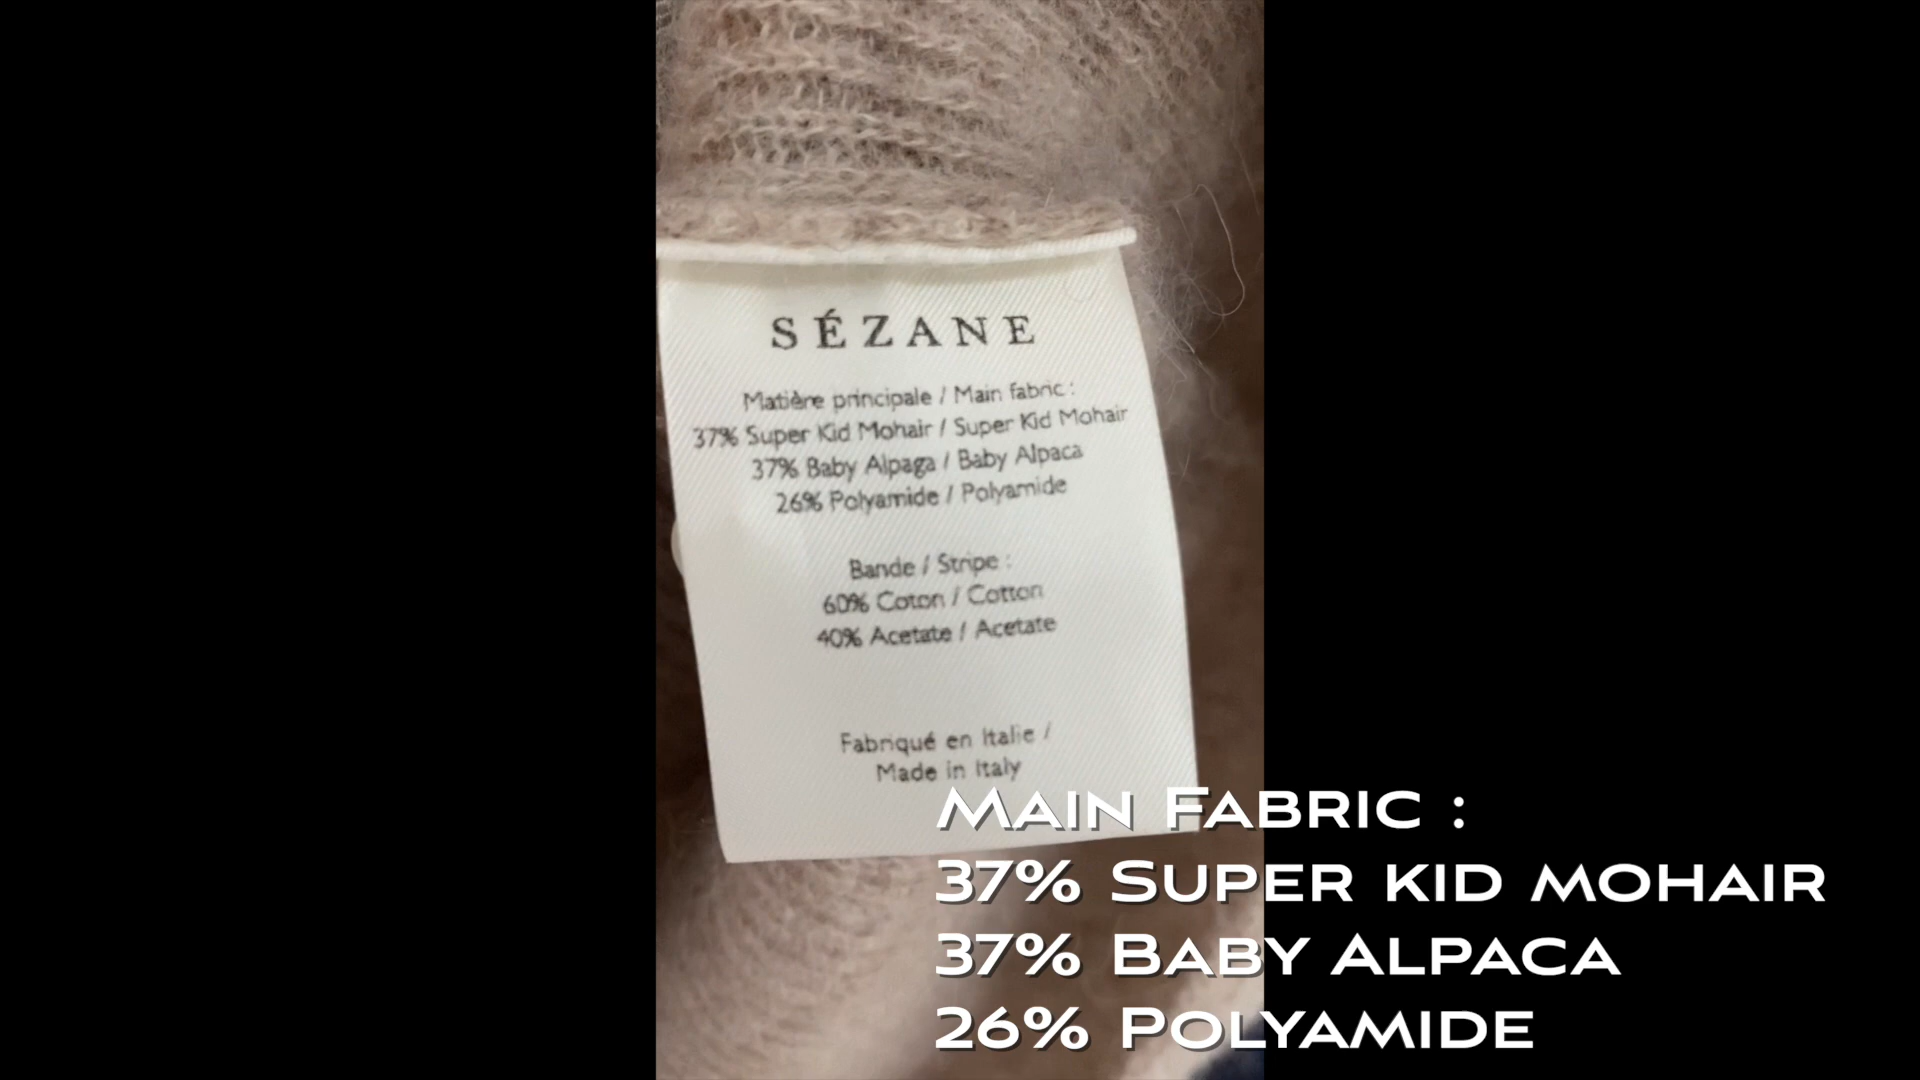 SÉZANE
Matière principale / Main fabric :
37% Super Kid Mohair / Super Kid Mohair
37% Baby Alpaga / Baby Alpaca
26% Polyamide / Polyamide
Bande / Stripe :
60% Coton / Cotton
40% Acetate / Acetate
Fabriqué en Italie /
Made in Italy
MAIN FABRIC :
37% SUPER KID MOHAIR
37% BABY ALPACA
26% POLYAMIDE